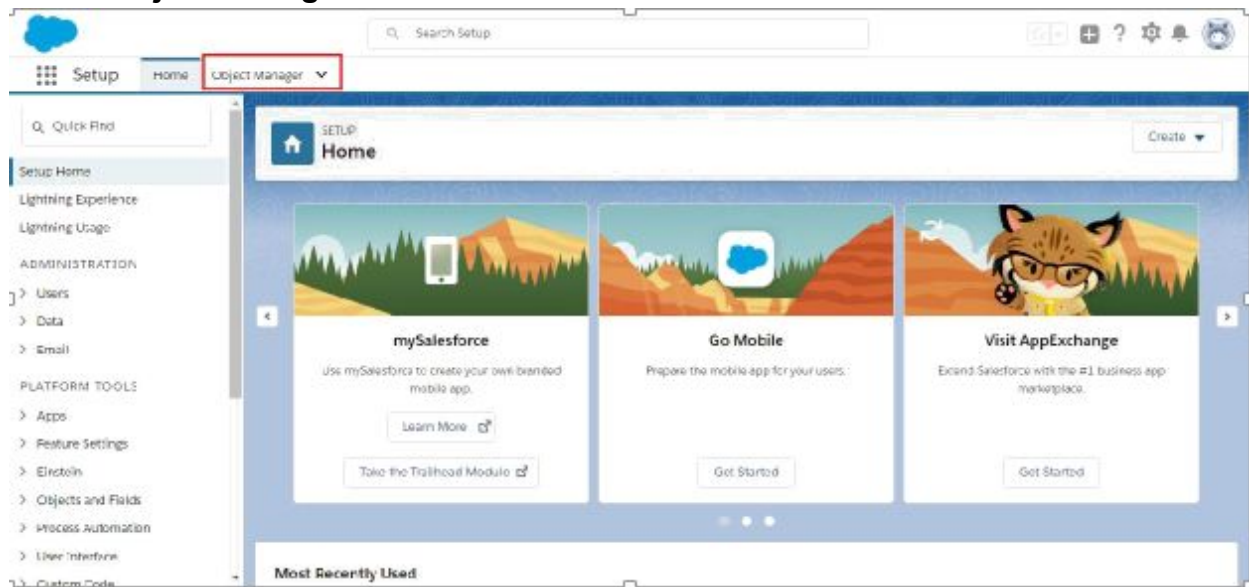 Search Setup
Setup
Home
Object Manager
Quick Find
Setup Home
Lightning Experience
Lightning Usage
ADMINISTRATION
Users
Data
Email
PLATFORM TOOLS
Apps
Feature Settings
Einstein
Objects and Fields
Process Automation
User Interface
Custom Code
SETUP
Home
Create
mySalesforce
Use mySalesforce to create your own branded
mobile app.
Learn More
Take the Trailhead Module
Go Mobile
Prepare the mobile app for your users.
Get Started
Visit AppExchange
Extend Salesforce with the #1 business app
marketplace.
Get Started
Most Recently Used